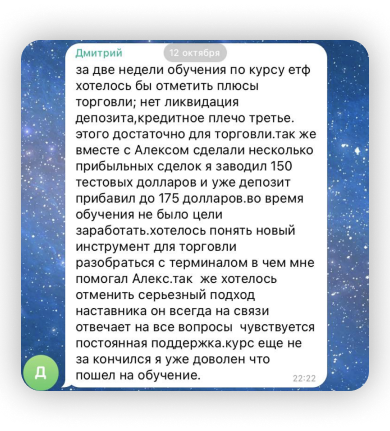 Дмитрий
12 октября
за две недели обучения по курсу етф
хотелось бы отметить плюсы
торговли; нет ликвидация
депозита,кредитное плечо третье.
этого достаточно для торговли.так же
вместе с Алексом сделали несколько
прибыльных сделок я заводил 150
тестовых долларов и уже депозит
прибавил до 175 долларов.во время
обучения не было цели
заработать.хотелось понять новый
инструмент для торговли
разобраться с терминалом в чем мне
помогал Алекс.так  же хотелось
отменить серьезный подход
наставника он всегда на связи
отвечает на все вопросы  чувствуется
постоянная поддержка.курс еще не
за кончился я уже доволен что
пошел на обучение.
22:22
Д